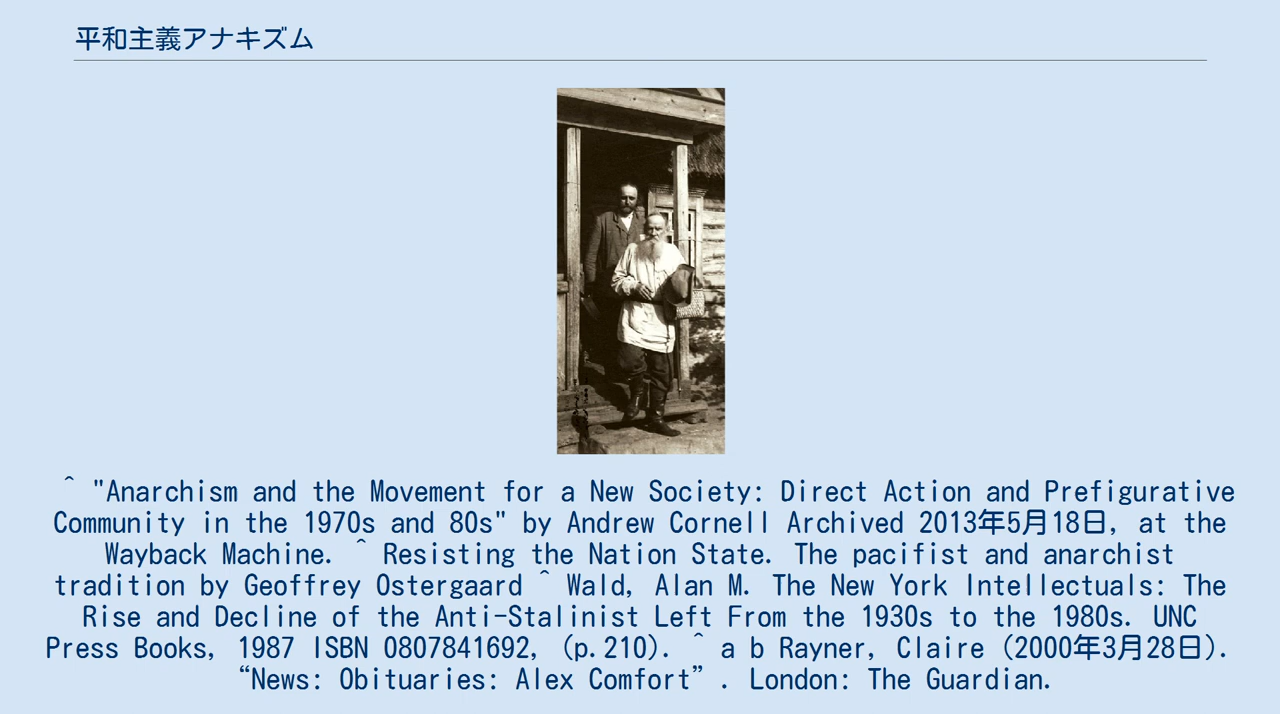 平和主義アナキズム
^ "Anarchism and the Movement for a New Society: Direct Action and Prefigurative
Community in the 1970s and 80s" by Andrew Cornell Archived 2013年5月18日, at the
Wayback Machine. ^ Resisting the Nation State. The pacifist and anarchist
tradition by Geoffrey Ostergaard ^ Wald, Alan M. The New York Intellectuals: The
Rise and Decline of the Anti-Stalinist Left From the 1930s to the 1980s. UNC
Press Books, 1987 ISBN 0807841692, (p.210). ^ a b Rayner, Claire (2000年3月28日).
“News: Obituaries: Alex Comfort” . London: The Guardian.